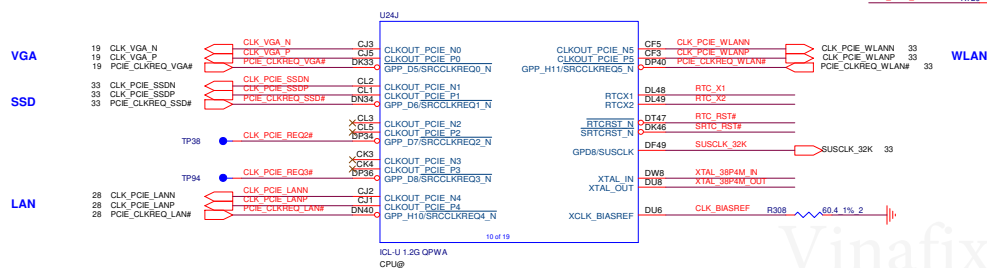 U24J
VGA
19 CLK_VGA_N CLK_VGA_N CJ3 CLKOUT_PCIE_N0
19 CLK_VGA_P CLK_VGA_P CJ5 CLKOUT_PCIE_P0
19 PCIE_CLKREQ_VGA# PCIE_CLKREQ_VGA# DK33 GPP_D5/SRCCLKREQ0_N
SSD
33 CLK_PCIE_SSDN CLK_PCIE_SSDN CL2 CLKOUT_PCIE_N1
33 CLK_PCIE_SSDP CLK_PCIE_SSDP CL1 CLKOUT_PCIE_P1
33 PCIE_CLKREQ_SSD# PCIE_CLKREQ_SSD# DN34 GPP_D6/SRCCLKREQ1_N
CL3 CLKOUT_PCIE_N2
CL5 CLKOUT_PCIE_P2
TP38 CLK_PCIE_REQ2# DP34 GPP_D7/SRCCLKREQ2_N
CK3 CLKOUT_PCIE_N3
CK4 CLKOUT_PCIE_P3
TP94 CLK_PCIE_REQ3# DP36 GPP_D8/SRCCLKREQ3_N
LAN
28 CLK_PCIE_LANN CLK_PCIE_LANN CJ2 CLKOUT_PCIE_N4
28 CLK_PCIE_LANP CLK_PCIE_LANP CJ1 CLKOUT_PCIE_P4
28 PCIE_CLKREQ_LAN# PCIE_CLKREQ_LAN# DN40 GPP_H10/SRCCLKREQ4_N
CLKOUT_PCIE_N5 CF5 CLK_PCIE_WLANN CLK_PCIE_WLANN 33
CLKOUT_PCIE_P5 CF3 CLK_PCIE_WLANP CLK_PCIE_WLANP 33
GPP_H11/SRCCLKREQ5_N DP40 PCIE_CLKREQ_WLAN# PCIE_CLKREQ_WLAN# 33
WLAN
RTCX1 DL48 RTC_X1
RTCX2 DL49 RTC_X2
RTCRST_N DT47 RTC_RST#
SRTCRST_N DK46 SRTC_RST#
GPD8/SUSCLK DF49 SUSCLK_32K SUSCLK_32K 33
XTAL_IN DW8 XTAL_38P4M_IN
XTAL_OUT DU8 XTAL_38P4M_OUT
XCLK_BIASREF DU6 CLK_BIASREF R308 60.4_1%_2
10 of 19
ICL-U 1.2G QPWA
CPU@
Vinafix